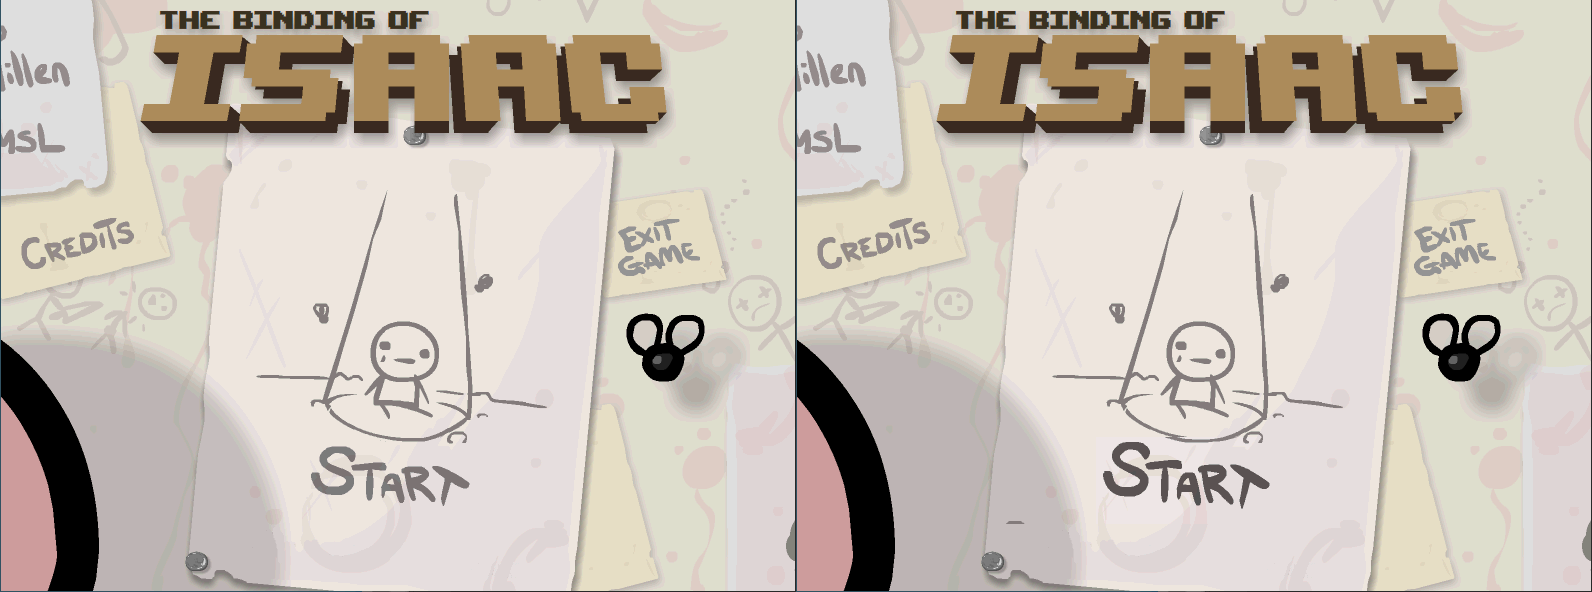 THE BINDING OF
ISAAC
illen
MSL
CREDITS
EXIT
GAME
START
THE BINDING OF
ISAAC
illen
MSL
CREDITS
EXIT
GAME
START